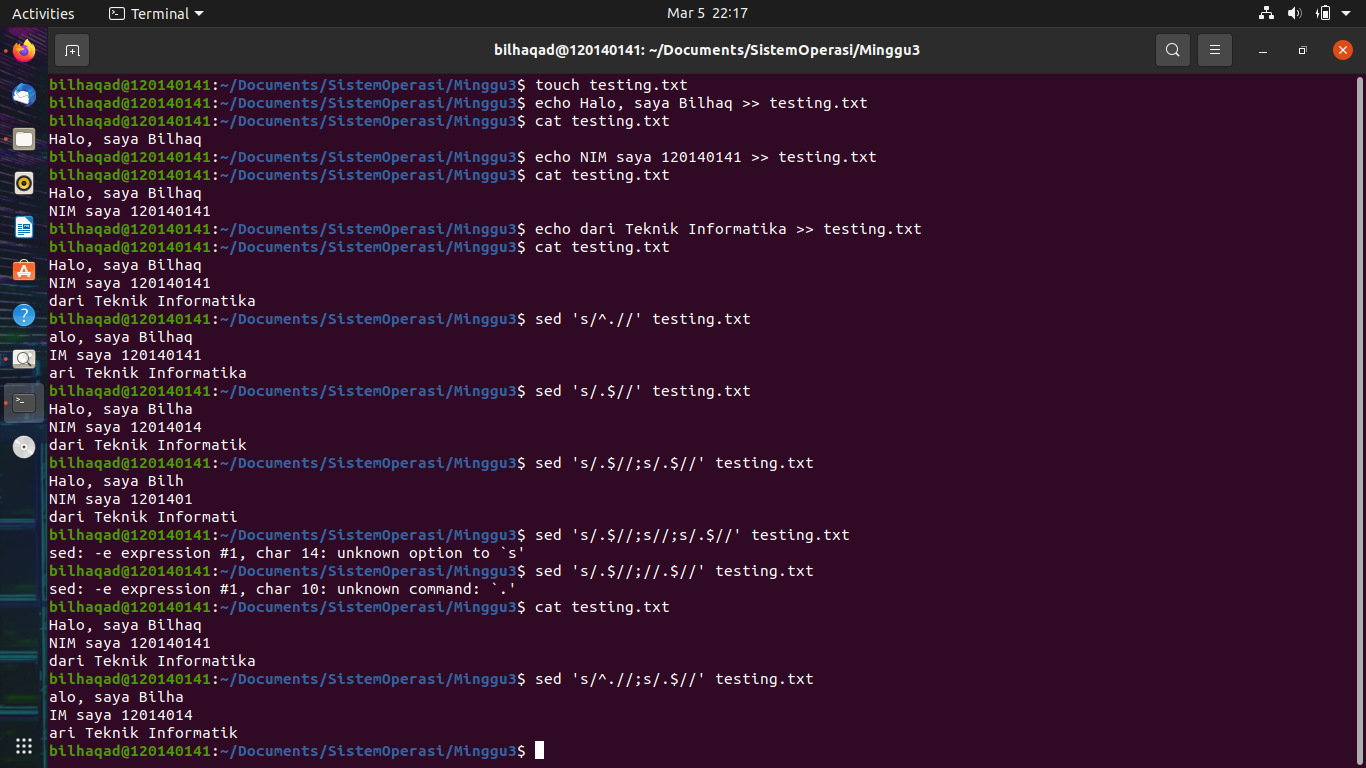 Activities Terminal Mar 5 22:17
bilhaqad@120140141: ~/Documents/SistemOperasi/Minggu3
bilhaqad@120140141:~/Documents/SistemOperasi/Minggu3$ touch testing.txt
bilhaqad@120140141:~/Documents/SistemOperasi/Minggu3$ echo Halo, saya Bilhaq >> testing.txt
bilhaqad@120140141:~/Documents/SistemOperasi/Minggu3$ cat testing.txt
Halo, saya Bilhaq
bilhaqad@120140141:~/Documents/SistemOperasi/Minggu3$ echo NIM saya 120140141 >> testing.txt
bilhaqad@120140141:~/Documents/SistemOperasi/Minggu3$ cat testing.txt
Halo, saya Bilhaq
NIM saya 120140141
bilhaqad@120140141:~/Documents/SistemOperasi/Minggu3$ echo dari Teknik Informatika >> testing.txt
bilhaqad@120140141:~/Documents/SistemOperasi/Minggu3$ cat testing.txt
Halo, saya Bilhaq
NIM saya 120140141
dari Teknik Informatika
bilhaqad@120140141:~/Documents/SistemOperasi/Minggu3$ sed 's/^.//' testing.txt
alo, saya Bilhaq
IM saya 120140141
ari Teknik Informatika
bilhaqad@120140141:~/Documents/SistemOperasi/Minggu3$ sed 's/.$//' testing.txt
Halo, saya Bilha
NIM saya 12014014
dari Teknik Informatik
bilhaqad@120140141:~/Documents/SistemOperasi/Minggu3$ sed 's/.$//;s/.$//' testing.txt
Halo, saya Bilh
NIM saya 1201401
dari Teknik Informati
bilhaqad@120140141:~/Documents/SistemOperasi/Minggu3$ sed 's/.$//;s//;s/.$//' testing.txt
sed: -e expression #1, char 14: unknown option to `s'
bilhaqad@120140141:~/Documents/SistemOperasi/Minggu3$ sed 's/.$//;//.$//' testing.txt
sed: -e expression #1, char 10: unknown command: `.'
bilhaqad@120140141:~/Documents/SistemOperasi/Minggu3$ cat testing.txt
Halo, saya Bilhaq
NIM saya 120140141
dari Teknik Informatika
bilhaqad@120140141:~/Documents/SistemOperasi/Minggu3$ sed 's/^.//;s/.$//' testing.txt
alo, saya Bilha
IM saya 12014014
ari Teknik Informatik
bilhaqad@120140141:~/Documents/SistemOperasi/Minggu3$